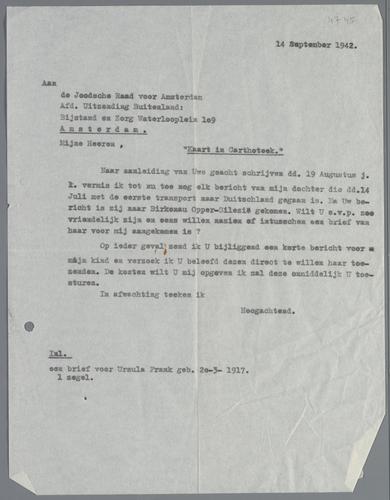 4745
14 September 1942.
Aan
de Joodsche Raad voor Amsterdam
Afd. Uitzending Buitenland:
Bijstand en Zorg Waterlooplein 1e9
Amsterdam.
Mijne Heeren,
"Kaart in Carthoteek."
Naar aanleiding van Uwe geacht schrijven dd. 19 Augustus j.
k. vermis ik tot nu toe nog elk bericht van mijn dochter die dd.14
Juli met de eerste transport naar Duitschland gegaan is. Na Uw be-
richt is zij naar Birkenau Opper-Silezië gekomen. Wilt U s.v.p. zeo
vriendlijk zijn en eens willen nazien of intusschen een brief van
haar voor mij aangekomen is ?
Op ieder geval zend ik U bijliggend een korte bericht voor
mijn kind en verzoek ik U beleefd dezen direct te willen haar toe-
zenden. De kosten wilt U mij opgeven ik zal deze onmiddelijk U toe-
sturen.
In afwachting teeken ik
Hoogachtend.
Inl.
een brief voor Ursula Frank geb. 2e-3- 1917.
1 zegel.